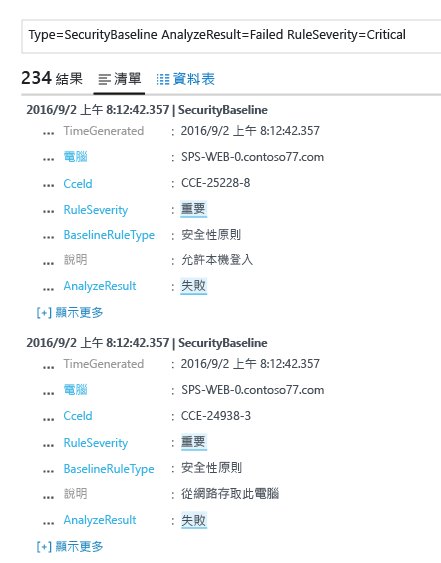 Type=SecurityBaseline AnalyzeResult=Failed RuleSeverity=Critical
234 結果 清單 資料表
2016/9/2 上午 8:12:42.357 | SecurityBaseline
... TimeGenerated : 2016/9/2 上午 8:12:42.357
... 電腦 : SPS-WEB-0.contoso77.com
... CceId : CCE-25228-8
... RuleSeverity : 重要
... BaselineRuleType : 安全性原則
... 說明 : 允許本機登入
... AnalyzeResult : 失敗
[+] 顯示更多
2016/9/2 上午 8:12:42.357 | SecurityBaseline
... TimeGenerated : 2016/9/2 上午 8:12:42.357
... 電腦 : SPS-WEB-0.contoso77.com
... CceId : CCE-24938-3
... RuleSeverity : 重要
... BaselineRuleType : 安全性原則
... 說明 : 從網路存取此電腦
... AnalyzeResult : 失敗
[+] 顯示更多